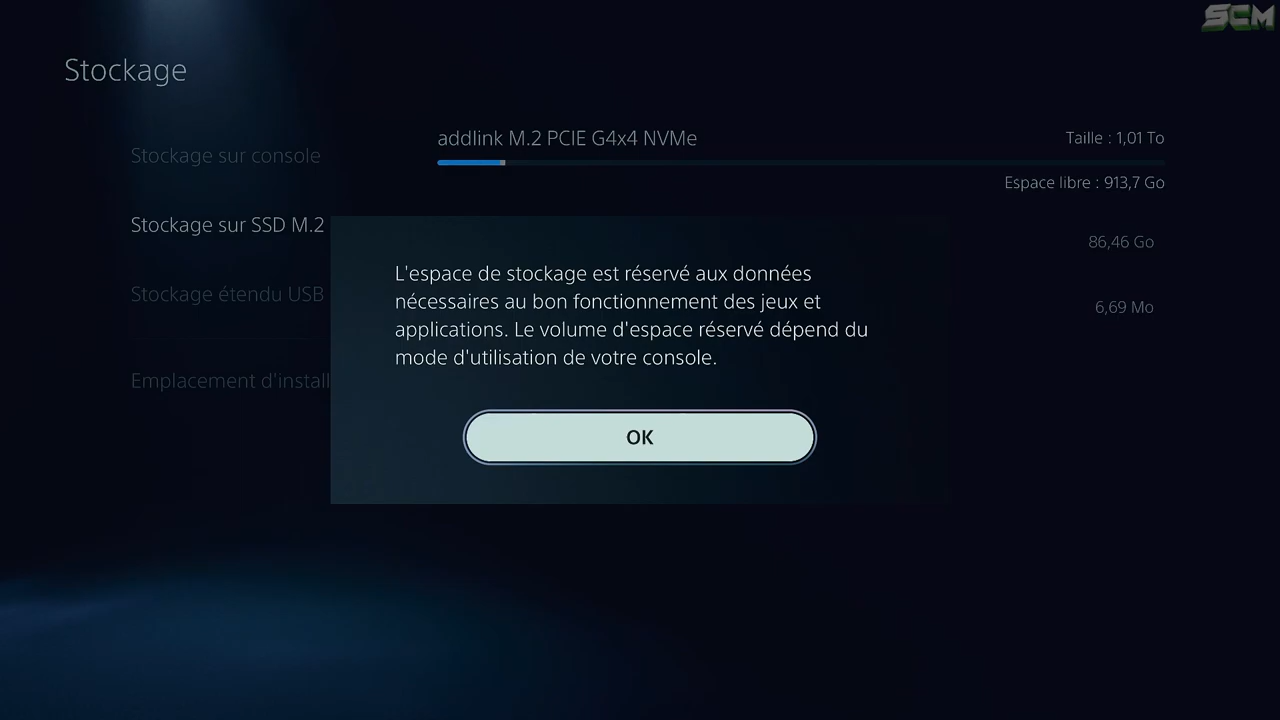 SCM
Stockage
addlink M.2 PCIE G4x4 NVMe
Taille : 1,01 To
Stockage sur console
Espace libre : 913,7 Go
Stockage sur SSD M.2
86,46 Go
Stockage étendu USB
6,69 Mo
Emplacement d'install
L'espace de stockage est réservé aux données
nécessaires au bon fonctionnement des jeux et
applications. Le volume d'espace réservé dépend du
mode d'utilisation de votre console.
OK